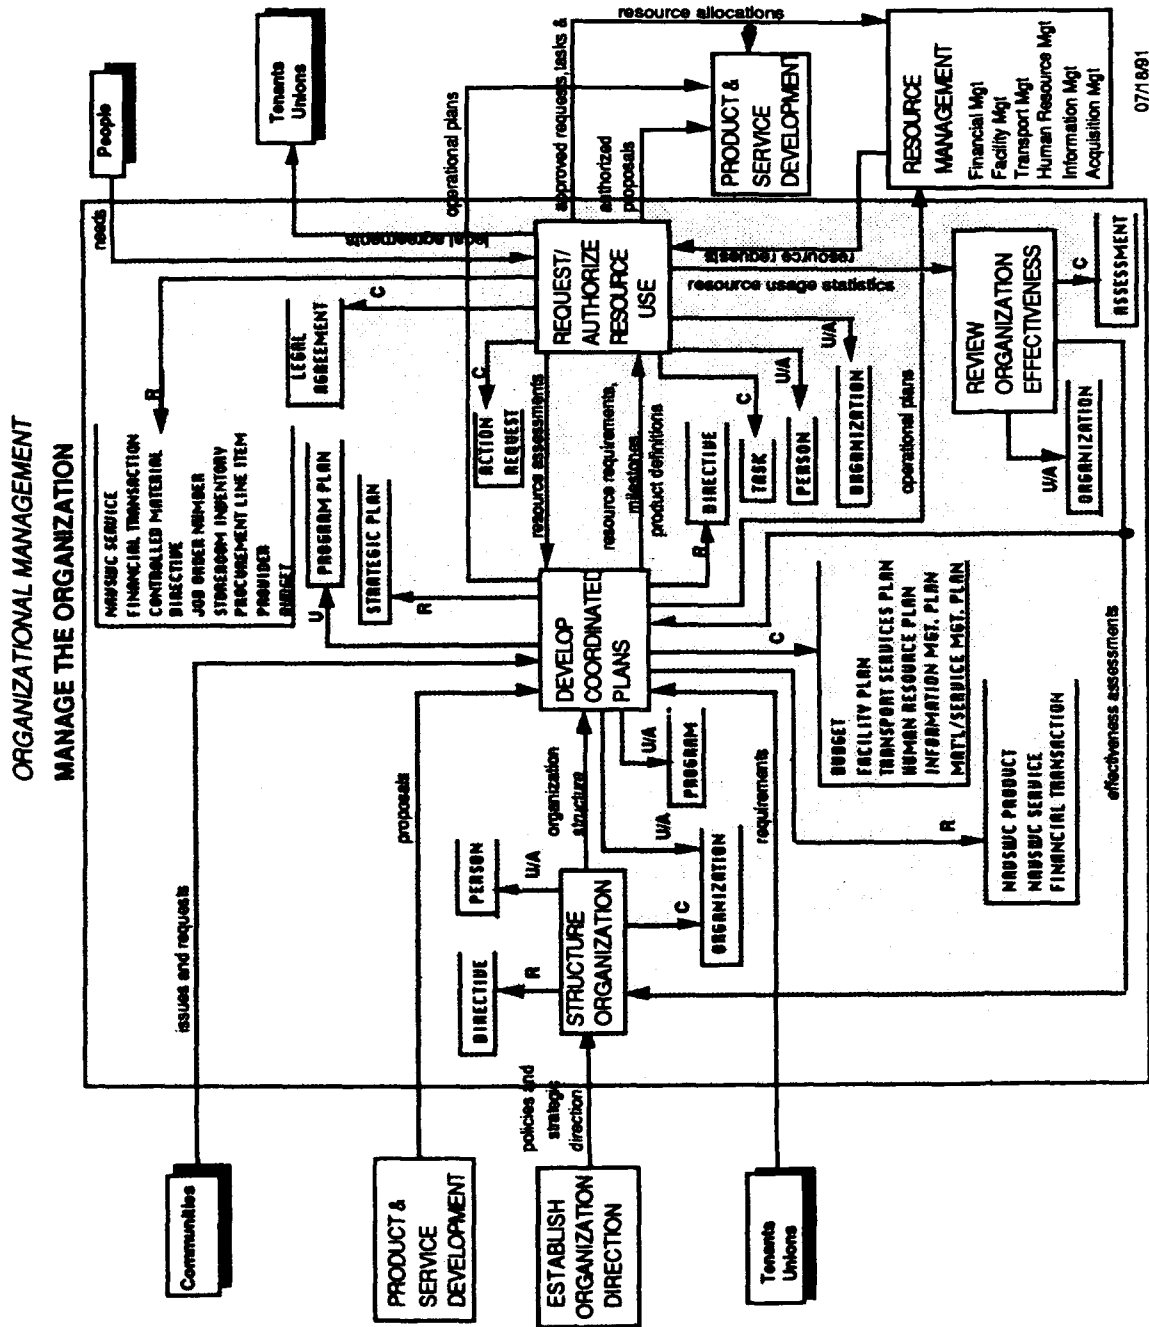 ORGANIZATIONAL MANAGEMENT
MANAGE THE ORGANIZATION
Communities
issues and requests
PRODUCT &
SERVICE
DEVELOPMENT
proposals
ESTABLISH
ORGANIZATION
DIRECTION
policies and
strategic
direction
Tenants
Unions
requirements
DIRECTIVE
R
PERSON
U/A
STRUCTURE
ORGANIZATION
C
ORGANIZATION
organization
structure
U/A
U/A
PROGRAM
DEVELOP
COORDINATED
PLANS
NAVSWC SERVICE
FINANCIAL TRANSACTION
CONTROLLED MATERIAL
DIRECTIVE
JOB ORDER NUMBER
STOREROOM INVENTORY
PROCUREMENT LINE ITEM
PROVIDER
BUDGET
R
U
PROGRAM PLAN
STRATEGIC PLAN
R
LEGAL
AGREEMENT
C
ACTION
REQUEST
C
resource assessments
resource requirements,
milestones,
product definition
R
DIRECTIVE
C
TASK
U/A
PERSON
U/A
ORGANIZATION
C
BUDGET
FACILITY PLAN
TRANSPORT SERVICES PLAN
HUMAN RESOURCE PLAN
INFORMATION MGT. PLAN
MAT'L/SERVICE MGT. PLAN
R
NAVSWC PRODUCT
NAVSWC SERVICE
FINANCIAL TRANSACTION
effectiveness assessments
operational plans
REQUEST/
AUTHORIZE
RESOURCE
USE
needs
People
legal agreements
Tenants
Unions
operational plans
approved requests, tasks &
resource allocations
authorized
proposals
PRODUCT &
SERVICE
DEVELOPMENT
resource requests
resource usage statistics
RESOURCE
MANAGEMENT
Financial Mgt
Facility Mgt
Transport Mgt
Human Resource Mgt
Information Mgt
Acquisition Mgt
REVIEW
ORGANIZATION
EFFECTIVENESS
U/A
ORGANIZATION
C
ASSESSMENT
07/18/91